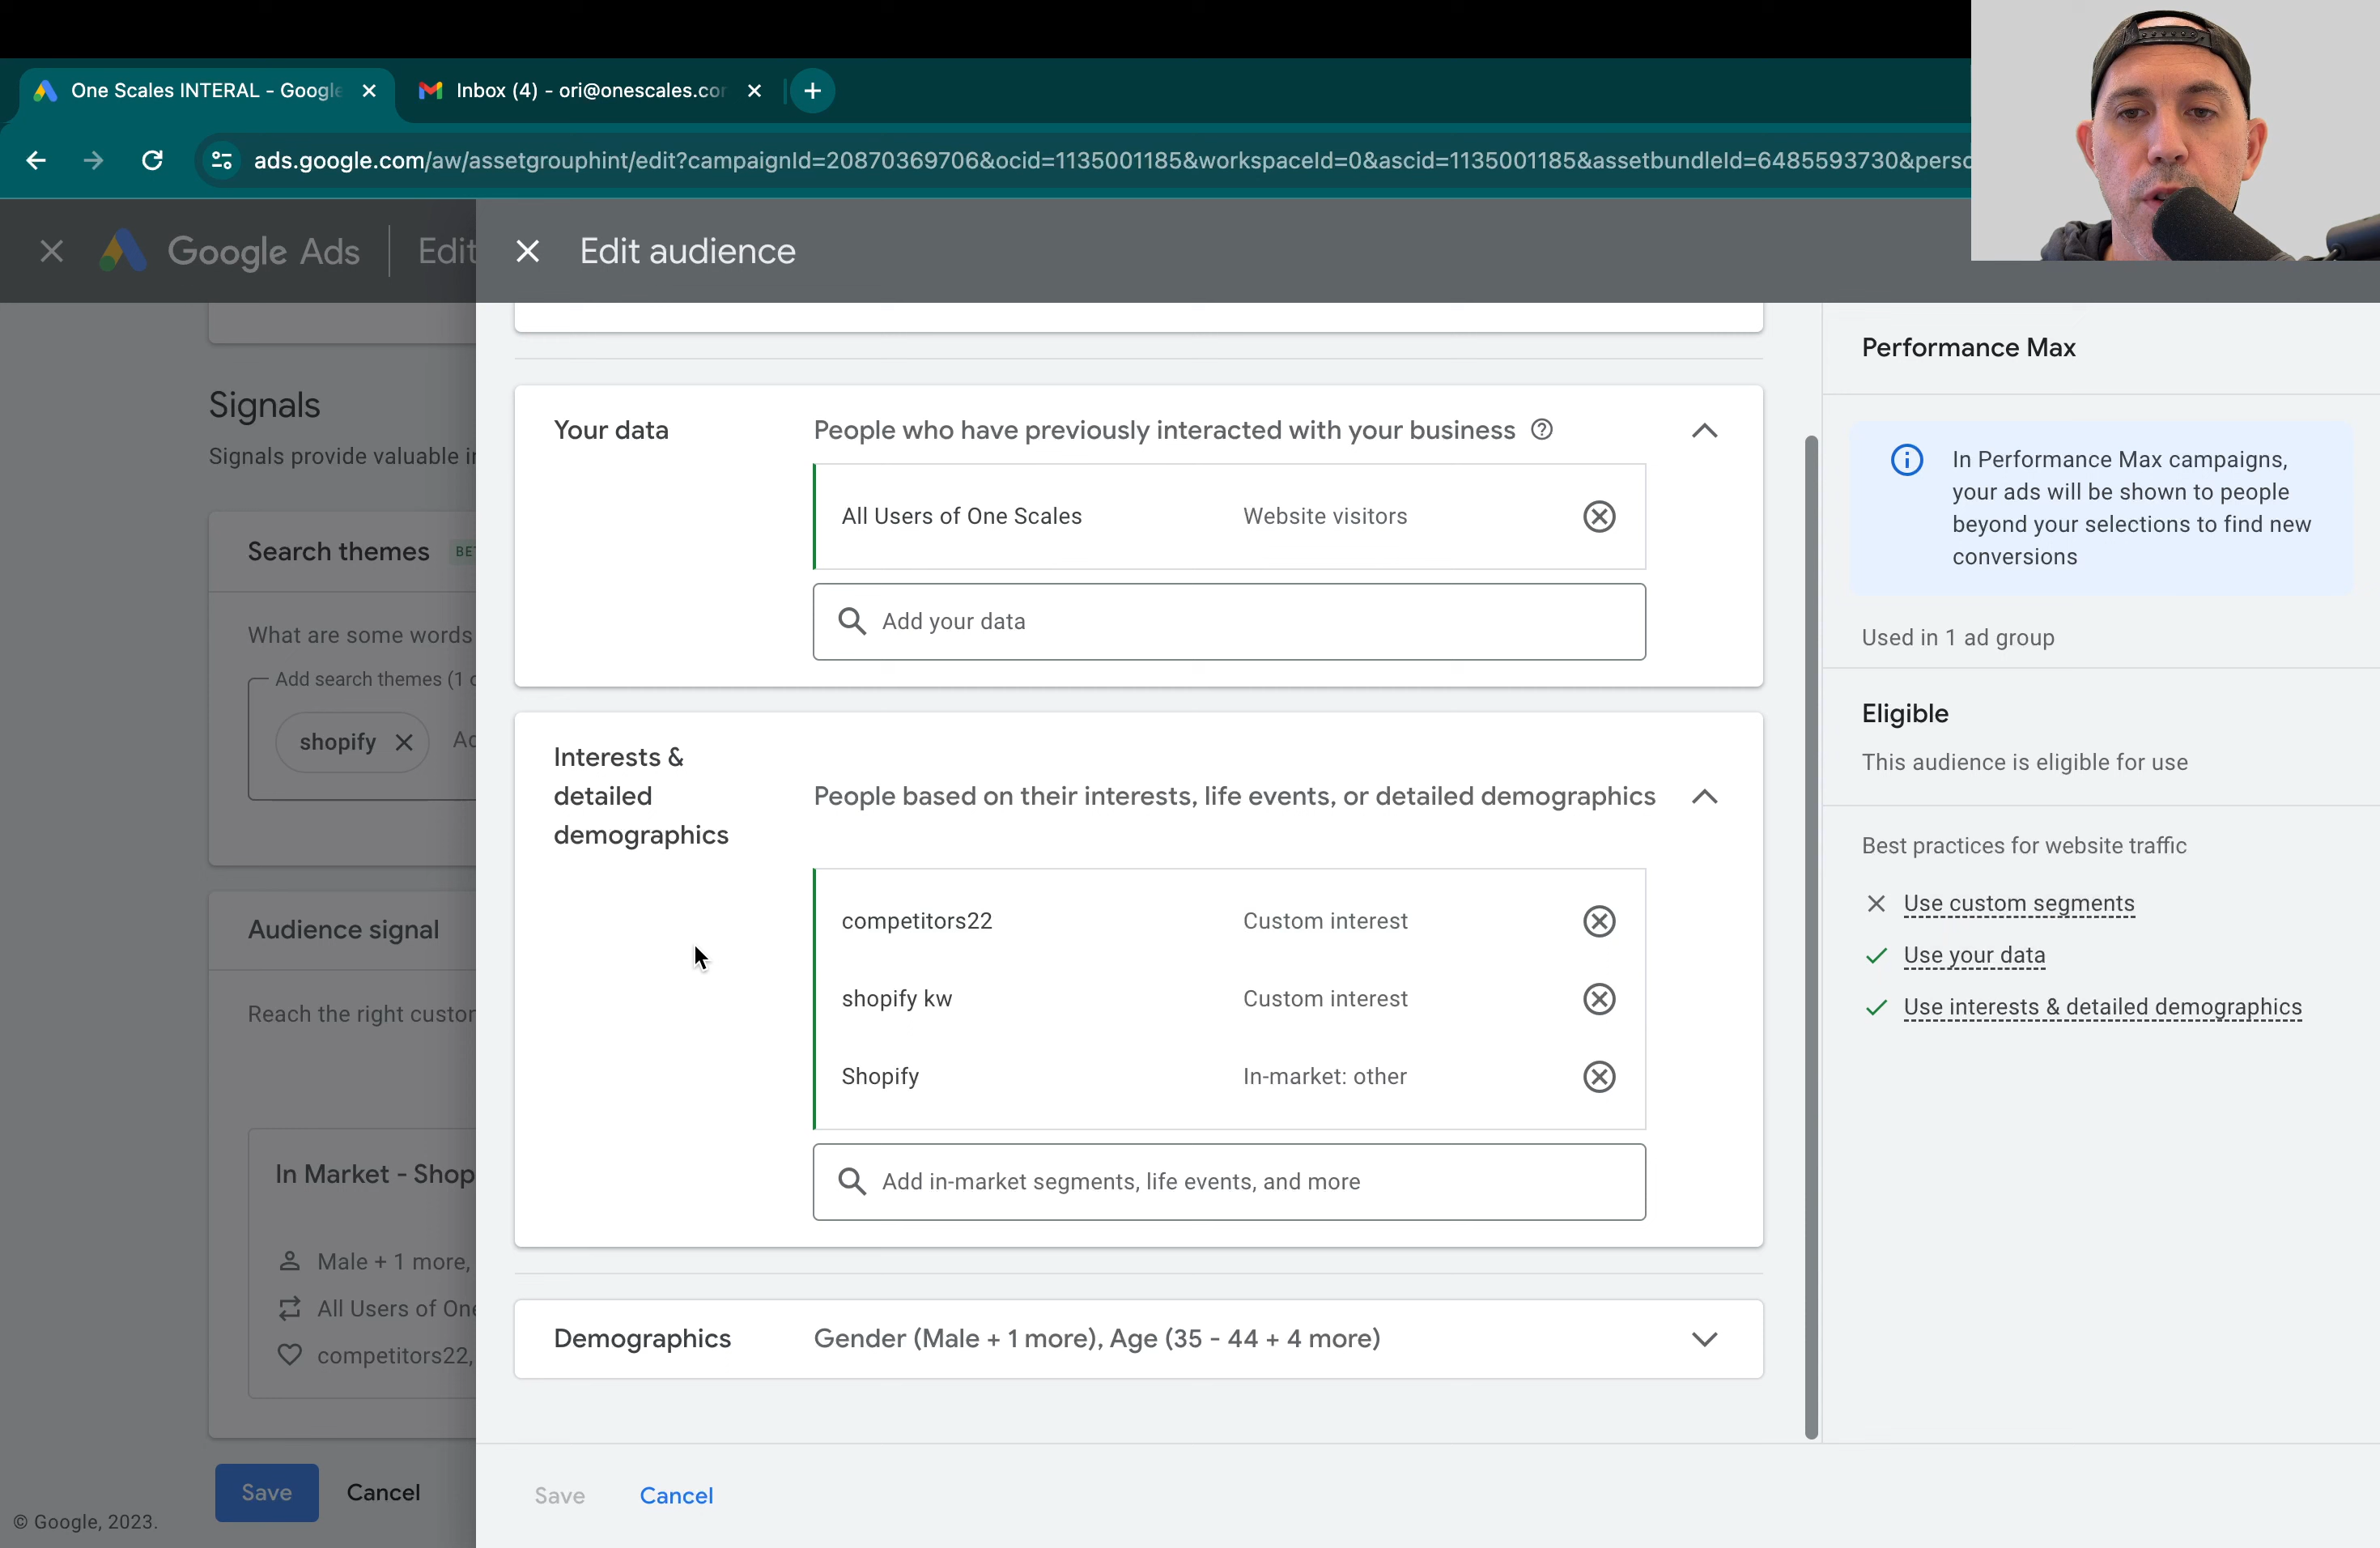 One Scales INTERAL - Google
Inbox (4) - ori@onescales.cor
ads.google.com/aw/assetgrouphint/edit?campaignId=20870369706&ocid=1135001185&workspaceId=0&ascid=1135001185&assetbundleId=6485593730&perso
Google Ads
Edit
Edit audience
Signals
Signals provide valuable in
Search themes
BET
What are some words
Add search themes (1 o
shopify
Ad
Audience signal
Reach the right custor
In Market - Shop
Male + 1 more,
All Users of One
competitors22,
Save
Cancel
© Google, 2023.
Your data
People who have previously interacted with your business
All Users of One Scales
Website visitors
Add your data
Interests &
detailed
demographics
People based on their interests, life events, or detailed demographics
competitors22
Custom interest
shopify kw
Custom interest
Shopify
In-market: other
Add in-market segments, life events, and more
Demographics
Gender (Male + 1 more), Age (35 - 44 + 4 more)
Save
Cancel
Performance Max
In Performance Max campaigns,
your ads will be shown to people
beyond your selections to find new
conversions
Used in 1 ad group
Eligible
This audience is eligible for use
Best practices for website traffic
Use custom segments
Use your data
Use interests & detailed demographics